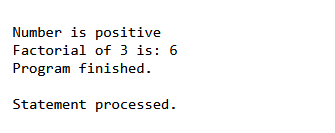 Number is positive
Factorial of 3 is: 6
Program finished.
Statement processed.